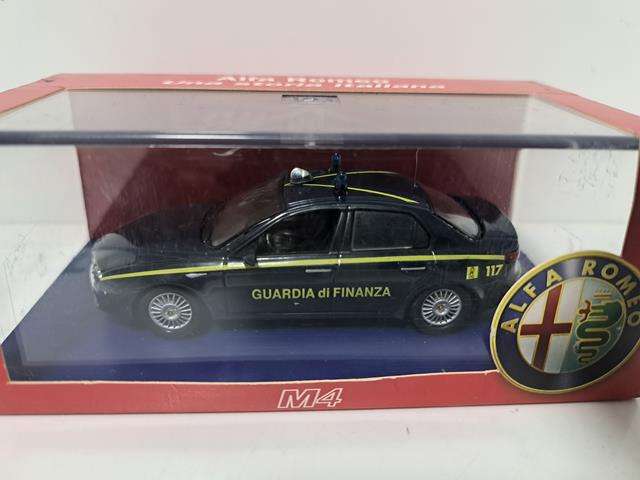 Alfa Romeo
Una storia italiana
GUARDIA di FINANZA
117
ALFA ROMEO
M4